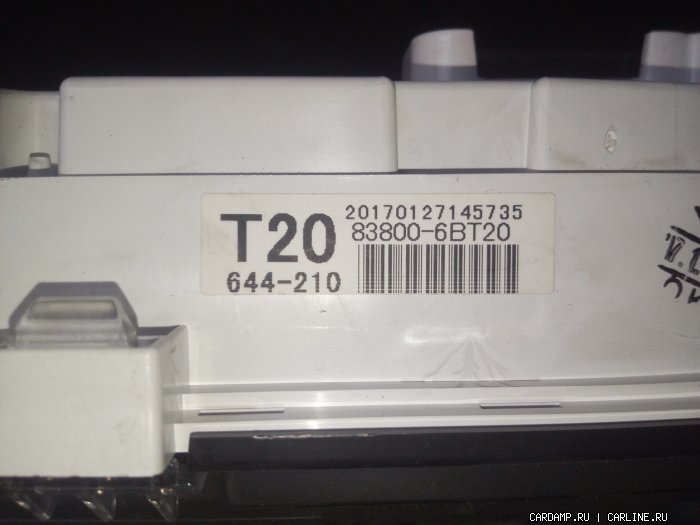 T20
20170127145735
83800-6BT20
644-210
CARDAMP.RU | CARLINE.RU